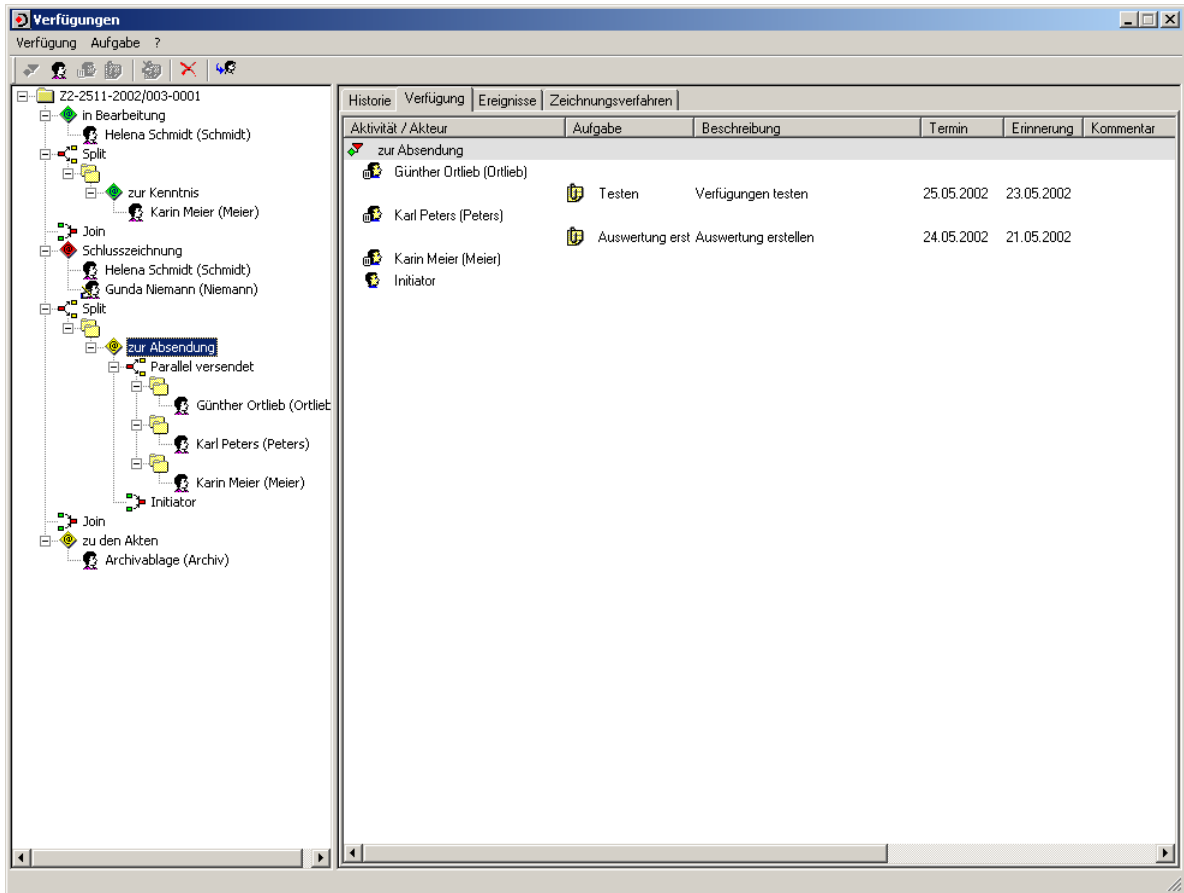 Verfügungen
Verfügung Aufgabe ?
Z2-2511-2002/003-0001
in Bearbeitung
Helena Schmidt (Schmidt)
Split
zur Kenntnis
Karin Meier (Meier)
Join
Schlusszeichnung
Helena Schmidt (Schmidt)
Gunda Niemann (Niemann)
Split
zur Absendung
Parallel versendet
Günther Ortlieb (Ortlieb
Karl Peters (Peters)
Karin Meier (Meier)
Initiator
Join
zu den Akten
Archivablage (Archiv)
Historie Verfügung Ereignisse Zeichnungsverfahren
Aktivität / Akteur Aufgabe Beschreibung Termin Erinnerung Kommentar
zur Absendung
Günther Ortlieb (Ortlieb)
Testen Verfügungen testen 25.05.2002 23.05.2002
Karl Peters (Peters)
Auswertung erst Auswertung erstellen 24.05.2002 21.05.2002
Karin Meier (Meier)
Initiator